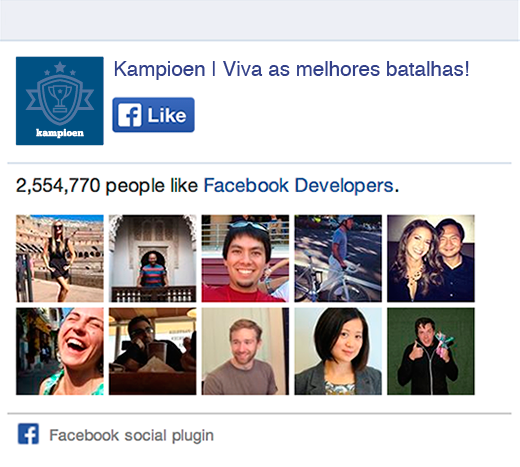 Kampioen | Viva as melhores batalhas!
kampioen
Like
2,554,770 people like Facebook Developers.
Facebook social plugin